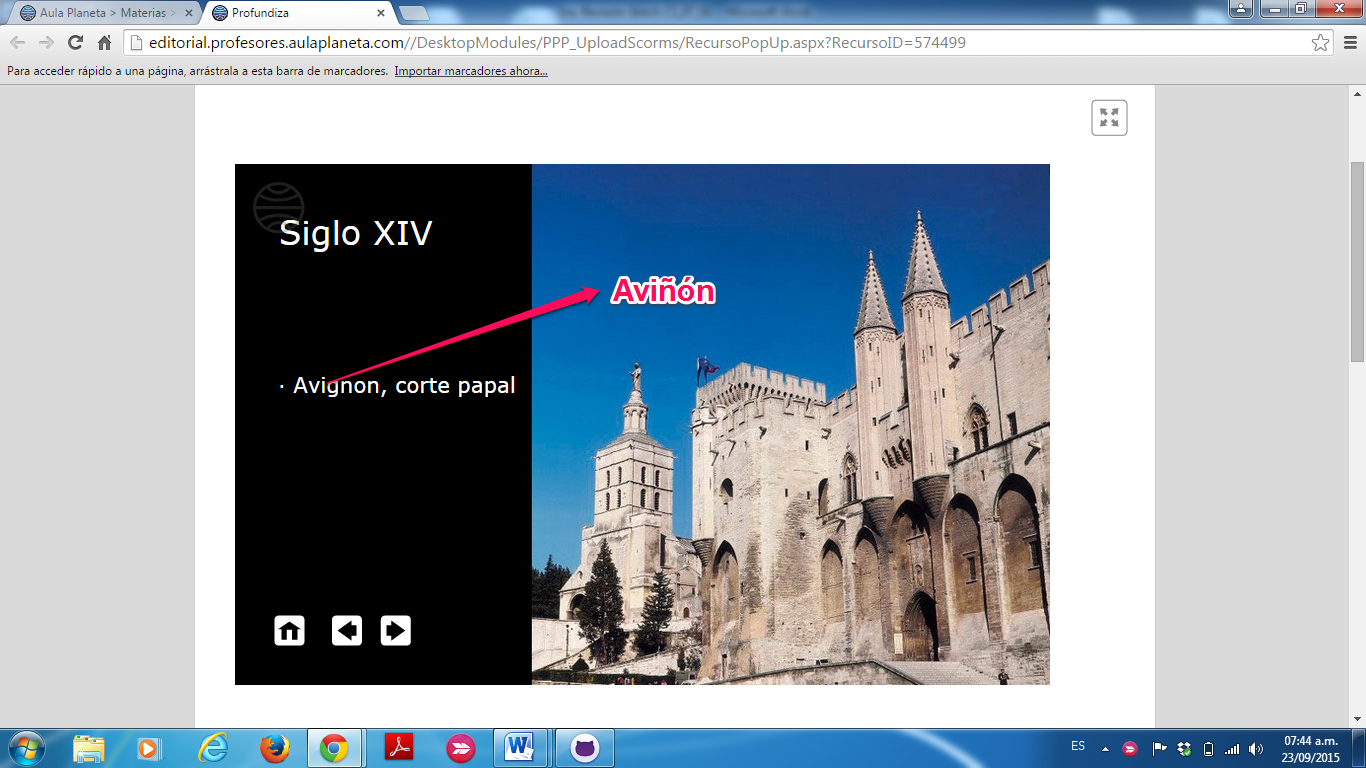 Aula Planeta > Materias >
Profundiza
editorial.profesores.aulaplaneta.com//DesktopModules/PPP_UploadScorms/RecursoPopUp.aspx?RecursoID=574499
Para acceder rápido a una página, arrástrala a esta barra de marcadores. Importar marcadores ahora...
Siglo XIV
Aviñón
· Avignon, corte papal
ES
07:44 a.m.
23/09/2015